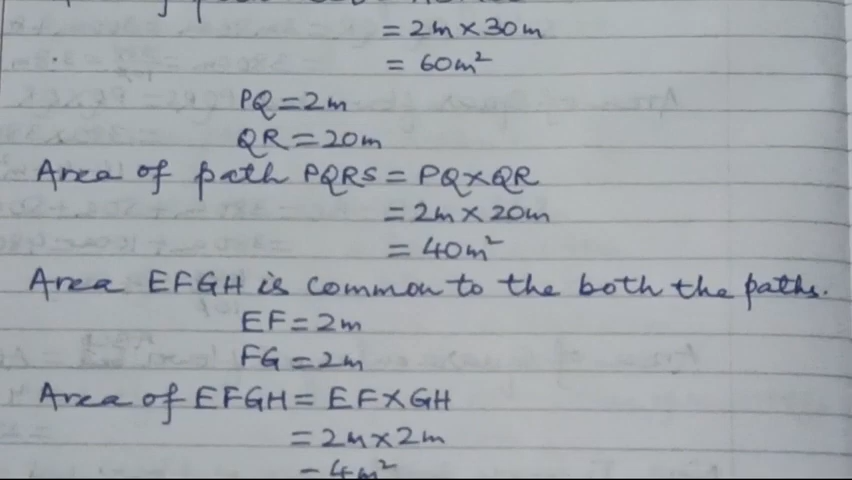 = 2m × 30m
= 60m²
PQ = 2m
QR = 20m
Area of path PQRS = PQ×QR
= 2m × 20m
= 40m²
Area EFGH is common to the both the paths.
EF = 2m
FG = 2m
Area of EFGH = EF×GH
= 2m × 2m
= 4m²